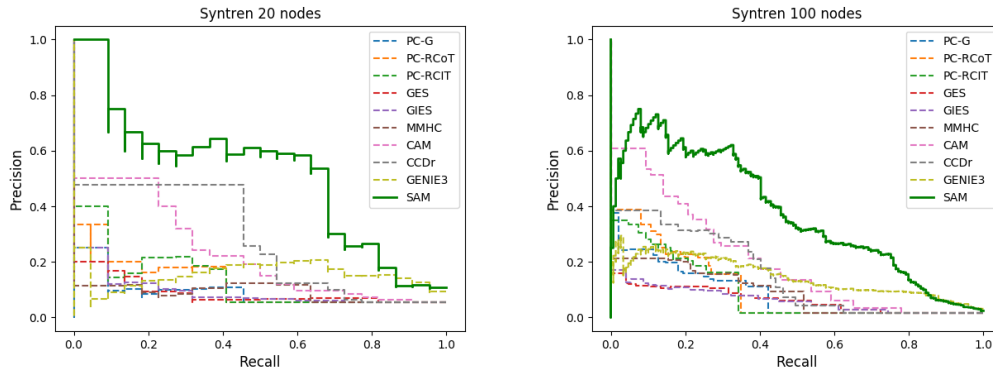 Syntren 20 nodes
1.0
0.8
0.6
0.4
0.2
0.0
Precision
0.0 0.2 0.4 0.6 0.8 1.0
Recall
PC-G
PC-RCoT
PC-RCIT
GES
GIES
MMHC
CAM
CCDr
GENIE3
SAM
Syntren 100 nodes
1.0
0.8
0.6
0.4
0.2
0.0
Precision
0.0 0.2 0.4 0.6 0.8 1.0
Recall
PC-G
PC-RCoT
PC-RCIT
GES
GIES
MMHC
CAM
CCDr
GENIE3
SAM